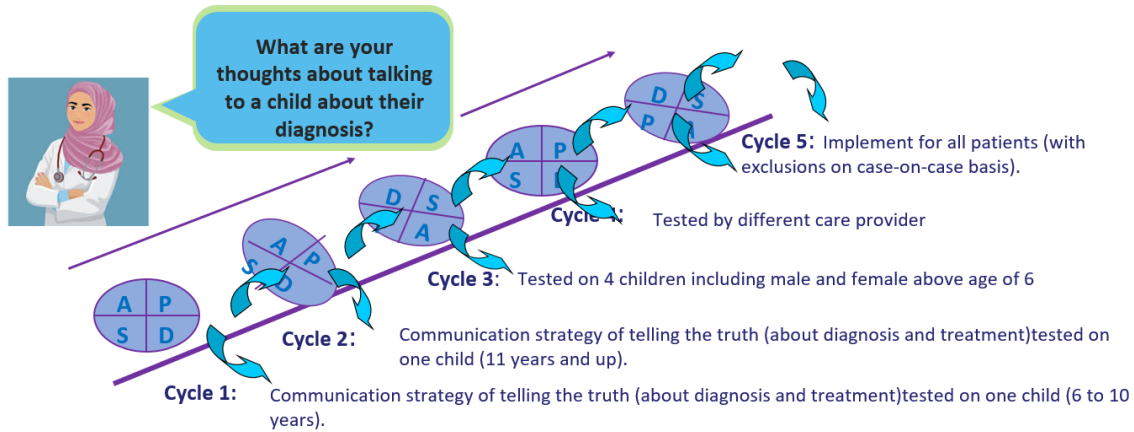 What are your
thoughts about talking
to a child about their
diagnosis?
D S
P A
Cycle 5: Implement for all patients (with
exclusions on case-on-case basis).
A P
S
Tested by different care provider
D S
A
Cycle 3: Tested on 4 children including male and female above age of 6
A P
S D
Cycle 2: Communication strategy of telling the truth (about diagnosis and treatment)tested on
one child (11 years and up).
A P
S D
Cycle 1: Communication strategy of telling the truth (about diagnosis and treatment)tested on one child (6 to 10
years).